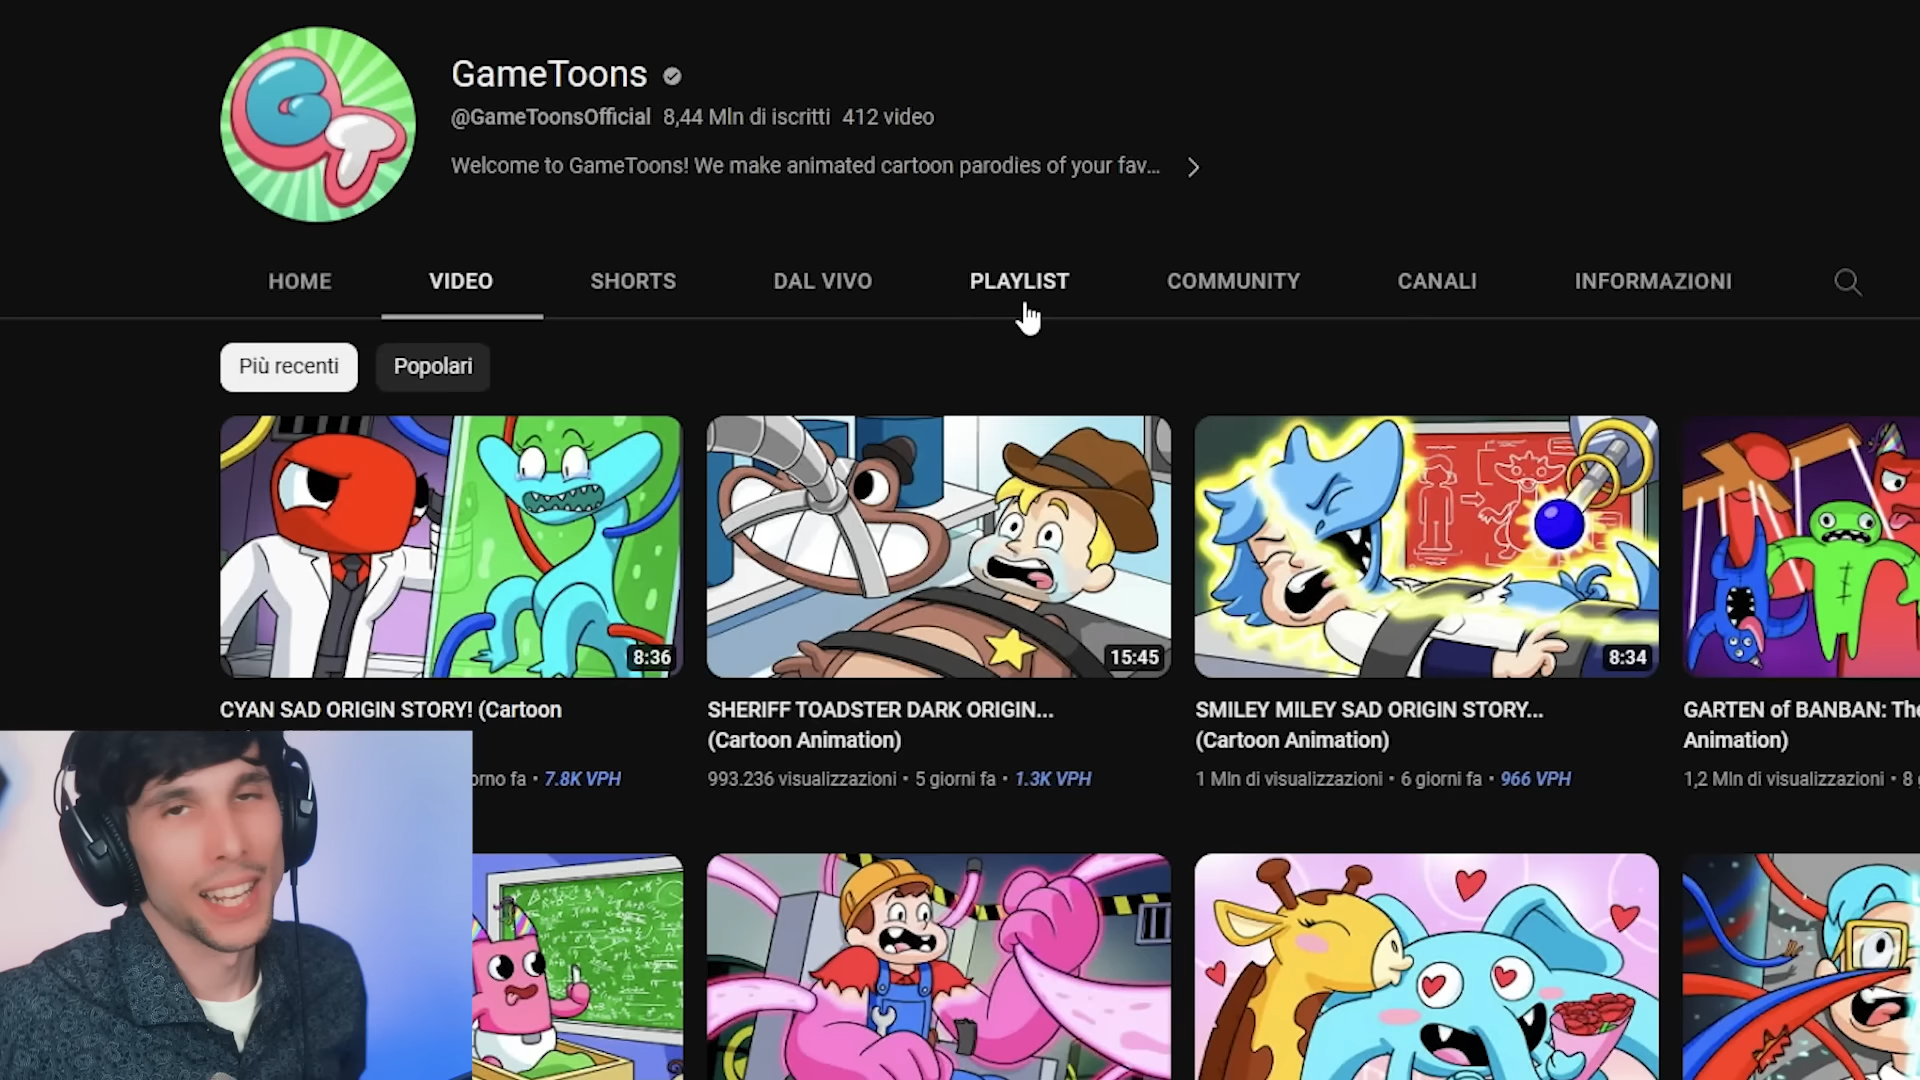 GT
GameToons
@GameToonsOfficial 8,44 Mln di iscritti 412 video
Welcome to GameToons! We make animated cartoon parodies of your fav...
HOME VIDEO SHORTS DAL VIVO PLAYLIST COMMUNITY CANALI INFORMAZIONI
Più recenti Popolari
8:36 15:45 8:34
CYAN SAD ORIGIN STORY! (Cartoon
SHERIFF TOADSTER DARK ORIGIN...
(Cartoon Animation)
SMILEY MILEY SAD ORIGIN STORY...
(Cartoon Animation)
GARTEN of BANBAN: The
Animation)
orno fa • 7.8K VPH
993.236 visualizzazioni • 5 giorni fa • 1.3K VPH
1 Mln di visualizzazioni • 6 giorni fa • 966 VPH
1,2 Mln di visualizzazioni • 8